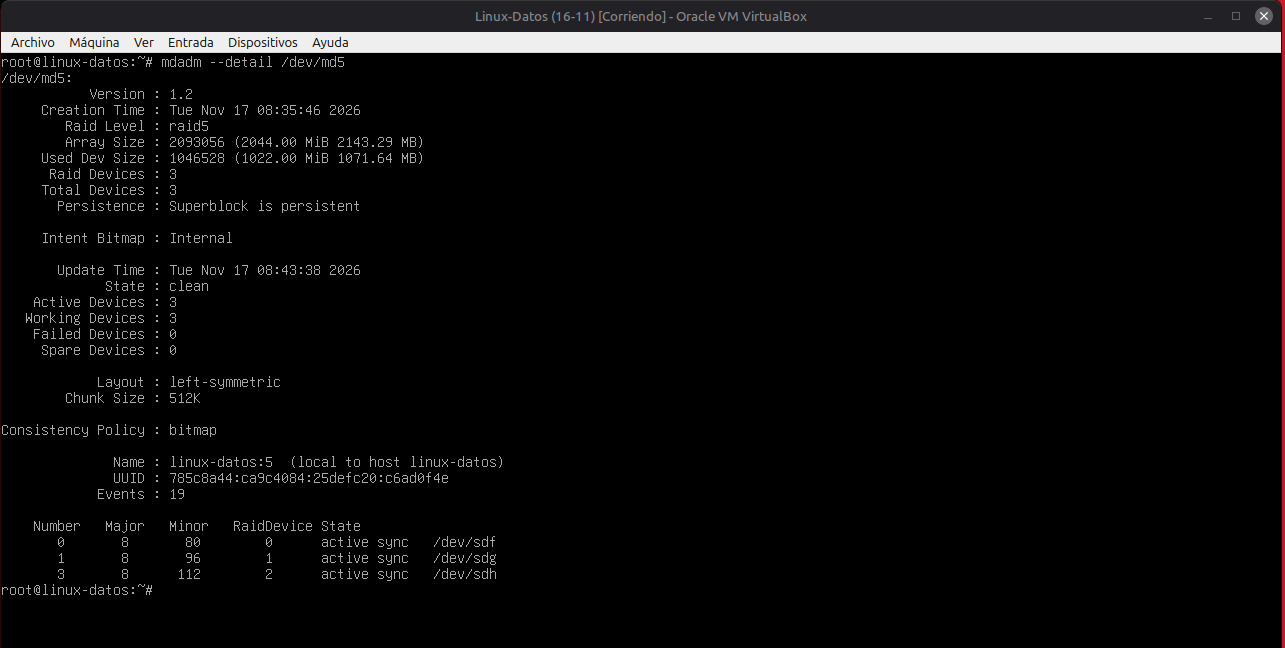 Linux-Datos (16-11) [Corriendo] - Oracle VM VirtualBox
Archivo Máquina Ver Entrada Dispositivos Ayuda
root@linux-datos:~# mdadm --detail /dev/md5
/dev/md5:
Version : 1.2
Creation Time : Tue Nov 17 08:35:46 2026
Raid Level : raid5
Array Size : 2093056 (2044.00 MiB 2143.29 MB)
Used Dev Size : 1046528 (1022.00 MiB 1071.64 MB)
Raid Devices : 3
Total Devices : 3
Persistence : Superblock is persistent
Intent Bitmap : Internal
Update Time : Tue Nov 17 08:43:38 2026
State : clean
Active Devices : 3
Working Devices : 3
Failed Devices : 0
Spare Devices : 0
Layout : left-symmetric
Chunk Size : 512K
Consistency Policy : bitmap
Name : linux-datos:5 (local to host linux-datos)
UUID : 785c8a44:ca9c4084:25defc20:c6ad0f4e
Events : 19
Number Major Minor RaidDevice State
0 8 80 0 active sync /dev/sdf
1 8 96 1 active sync /dev/sdg
3 8 112 2 active sync /dev/sdh
root@linux-datos:~#